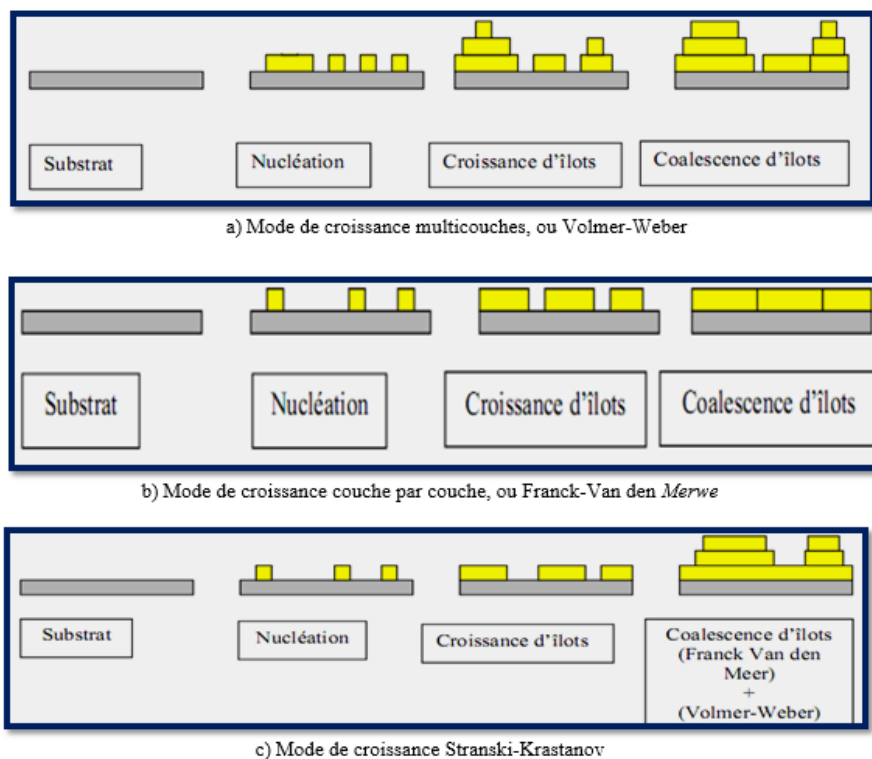 Substrat
Nucléation
Croissance d'îlots
Coalescence d'îlots
a) Mode de croissance multicouches, ou Volmer-Weber
Substrat
Nucléation
Croissance d'îlots
Coalescence d'îlots
b) Mode de croissance couche par couche, ou Franck-Van den Merwe
Substrat
Nucléation
Croissance d'îlots
Coalescence d'îlots
(Franck Van den
Meer)
+
(Volmer-Weber)
c) Mode de croissance Stranski-Krastanov